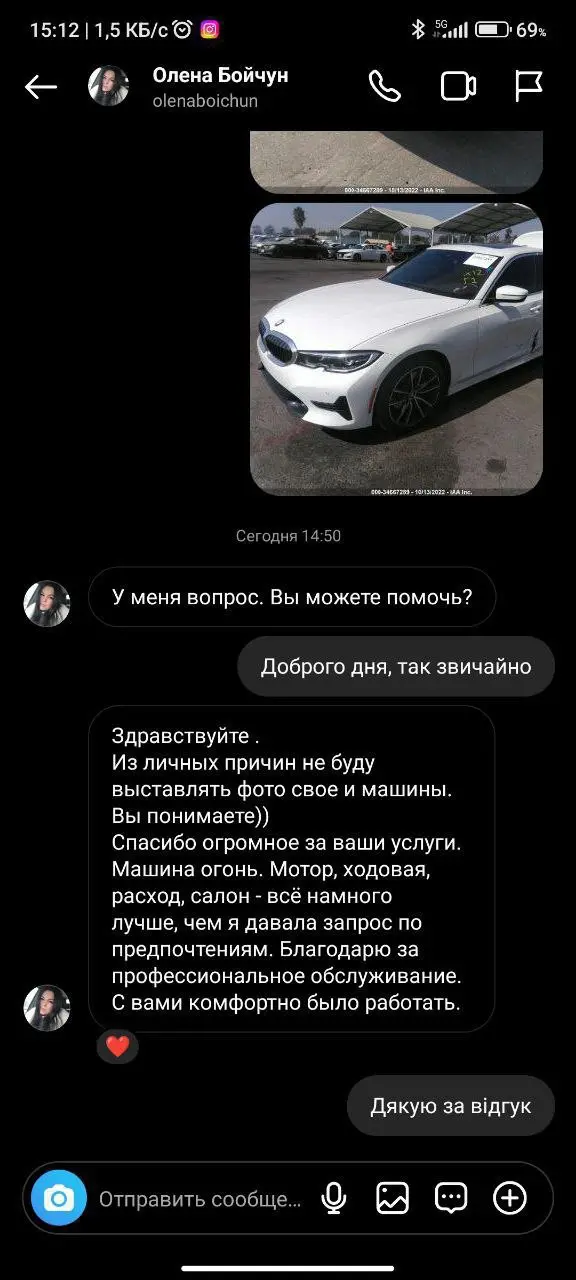 15:12 | 1,5 КБ/с
5G
69%
Олена Бойчун
olenaboichun
000-34667289 - 10/13/2022 - IAA Inc.
000-34667289 - 10/13/2022 - IAA Inc.
Сегодня 14:50
У меня вопрос. Вы можете помочь?
Доброго дня, так звичайно
Здравствуйте .
Из личных причин не буду
выставлять фото свое и машины.
Вы понимаете))
Спасибо огромное за ваши услуги.
Машина огонь. Мотор, ходовая,
расход, салон - всё намного
лучше, чем я давала запрос по
предпочтениям. Благодарю за
профессиональное обслуживание.
С вами комфортно было работать.
Дякую за відгук
Отправить сообще...